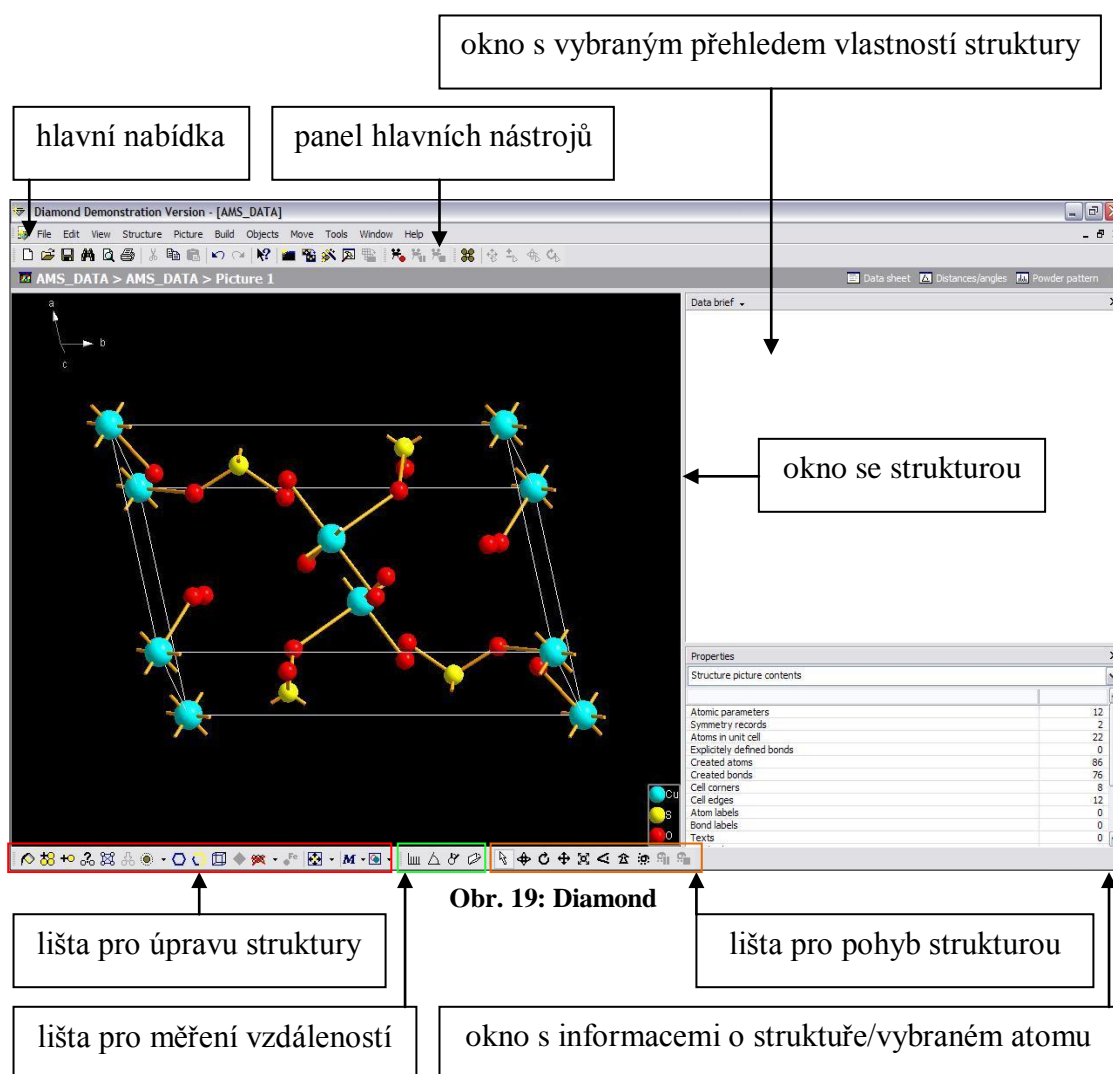 okno s vybraným přehledem vlastností struktury
hlavní nabídka
panel hlavních nástrojů
Diamond Demonstration Version - [AMS_DATA]
File Edit View Structure Picture Build Objects Move Tools Window Help
AMS_DATA > AMS_DATA > Picture 1
Data sheet Distances/angles Powder pattern
Data brief
a
b
c
okno se strukturou
Properties
Structure picture contents
Atomic parameters 12
Symmetry records 2
Atoms in unit cell 22
Explicitely defined bonds 0
Created atoms 86
Created bonds 76
Cell corners 8
Cell edges 12
Atom labels 0
Bond labels 0
Texts 0
Cu
S
O
Fe
M
Obr. 19: Diamond
lišta pro úpravu struktury
lišta pro pohyb strukturou
lišta pro měření vzdáleností
okno s informacemi o struktuře/vybraném atomu